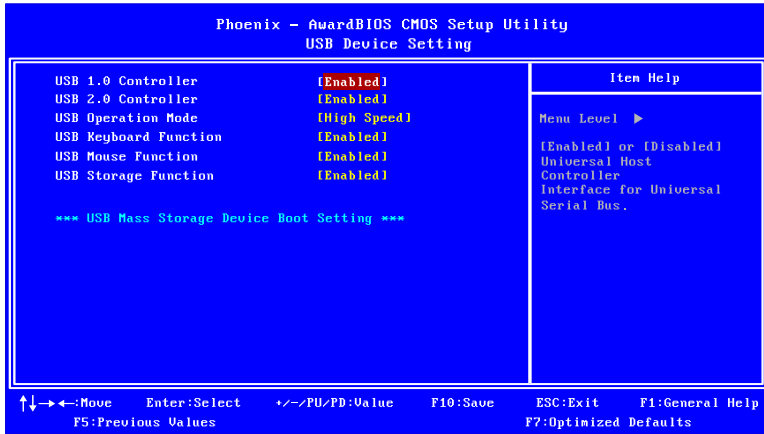 Phoenix – AwardBIOS CMOS Setup Utility
USB Device Setting
USB 1.0 Controller [Enabled]
USB 2.0 Controller [Enabled]
USB Operation Mode [High Speed]
USB Keyboard Function [Enabled]
USB Mouse Function [Enabled]
USB Storage Function [Enabled]
*** USB Mass Storage Device Boot Setting ***
Item Help
Menu Level ▶
[Enabled] or [Disabled]
Universal Host
Controller
Interface for Universal
Serial Bus.
↑↓→←:Move Enter:Select +/-/PU/PD:Value F10:Save ESC:Exit F1:General Help
F5:Previous Values F7:Optimized Defaults